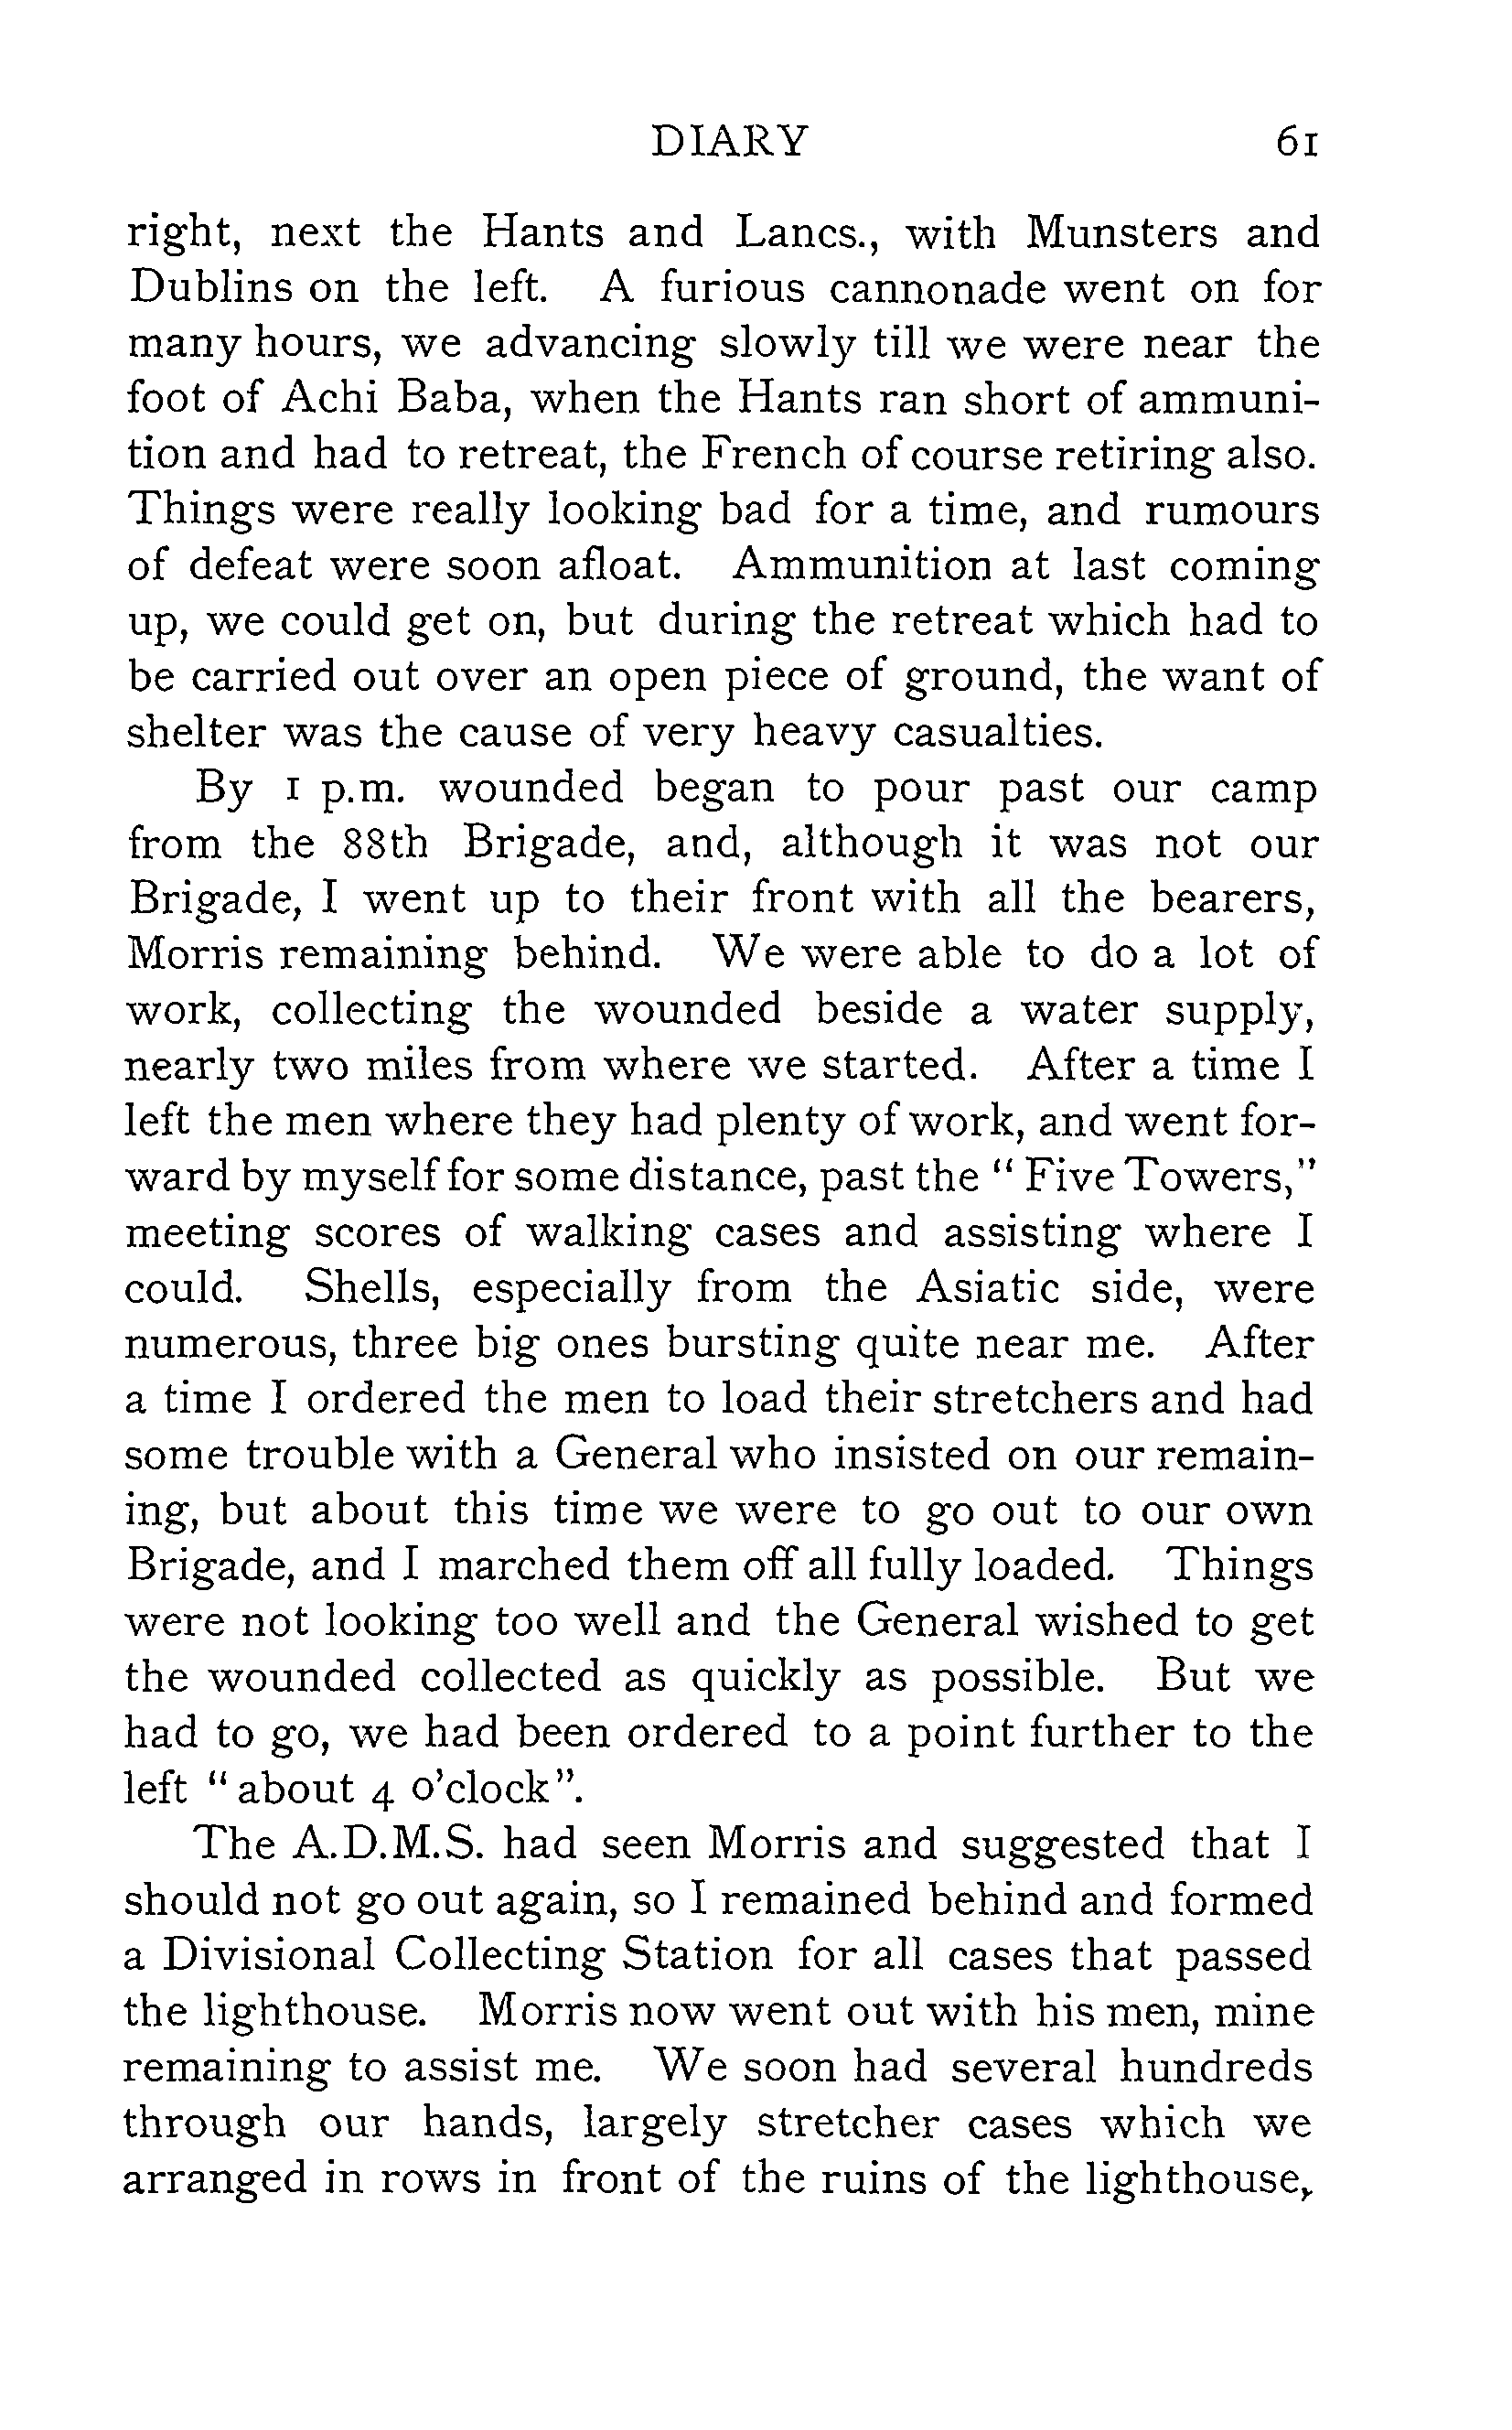 DIARY 61
right, next the Hants and Lancs., with Munsters and
Dublins on the left. A furious cannonade went on for
many hours, we advancing slowly till we were near the
foot of Achi Baba, when the Hants ran short of ammuni-
tion and had to retreat, the French of course retiring also.
Things were really looking bad for a time, and rumours
of defeat were soon afloat. Ammunition at last coming
up, we could get on, but during the retreat which had to
be carried out over an open piece of ground, the want of
shelter was the cause of very heavy casualties.
By 1 p.m. wounded began to pour past our camp
from the 88th Brigade, and, although it was not our
Brigade, I went up to their front with all the bearers,
Morris remaining behind. We were able to do a lot of
work, collecting the wounded beside a water supply,
nearly two miles from where we started. After a time I
left the men where they had plenty of work, and went for-
ward by myself for some distance, past the "Five Towers,"
meeting scores of walking cases and assisting where I
could. Shells, especially from the Asiatic side, were
numerous, three big ones bursting quite near me. After
a time I ordered the men to load their stretchers and had
some trouble with a General who insisted on our remain-
ing, but about this time we were to go out to our own
Brigade, and I marched them off all fully loaded. Things
were not looking too well and the General wished to get
the wounded collected as quickly as possible. But we
had to go, we had been ordered to a point further to the
left "about 4 o'clock".
The A.D.M.S. had seen Morris and suggested that I
should not go out again, so I remained behind and formed
a Divisional Collecting Station for all cases that passed
the lighthouse. Morris now went out with his men, mine
remaining to assist me. We soon had several hundreds
through our hands, largely stretcher cases which we
arranged in rows in front of the ruins of the lighthouse,